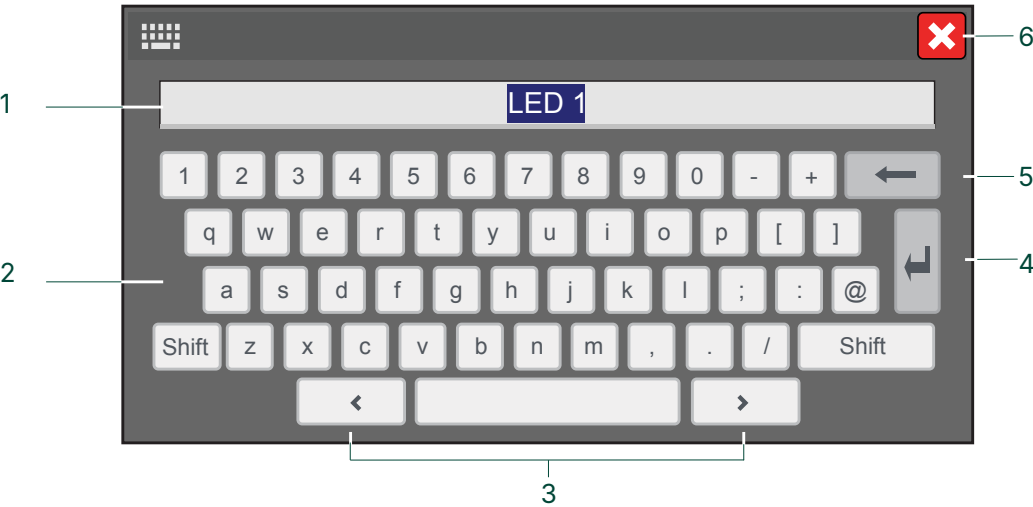 6
LED 1
1
1 2 3 4 5 6 7 8 9 0 - +
5
q w e r t y u i o p [ ]
4
2
a s d f g h j k l ; : @
Shift z x c v b n m , . / Shift
< >
3